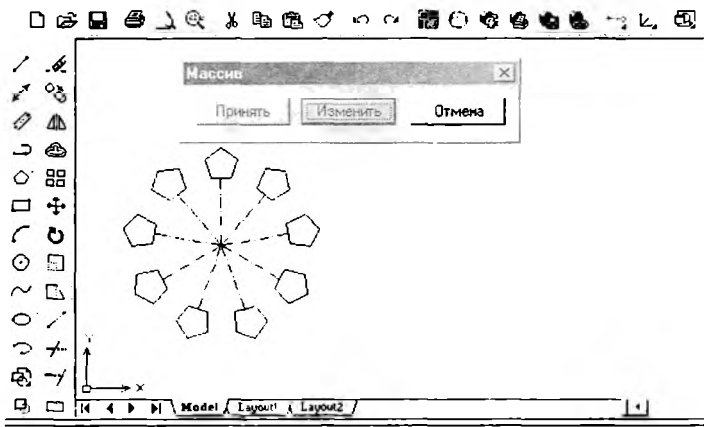 Массив
Принять Изменить Отмена
Y
X
Model Layout1 Layout2